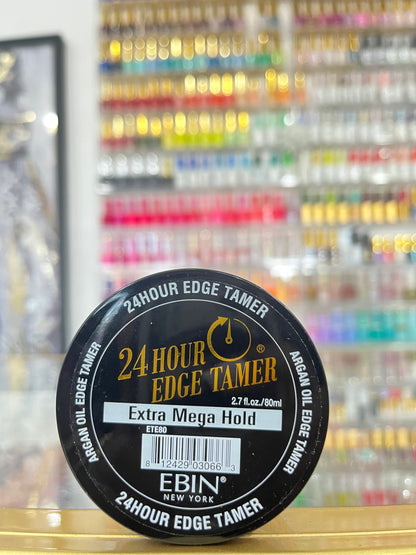 24HOUR EDGE TAMER
ARGAN OIL EDGE TAMER
24 HOUR ®
EDGE TAMER
2.7 fl.oz./80ml
Extra Mega Hold
ETE80
8 12429 03066 3
EBIN®
NEW YORK
ARGAN OIL EDGE TAMER
24HOUR EDGE TAMER